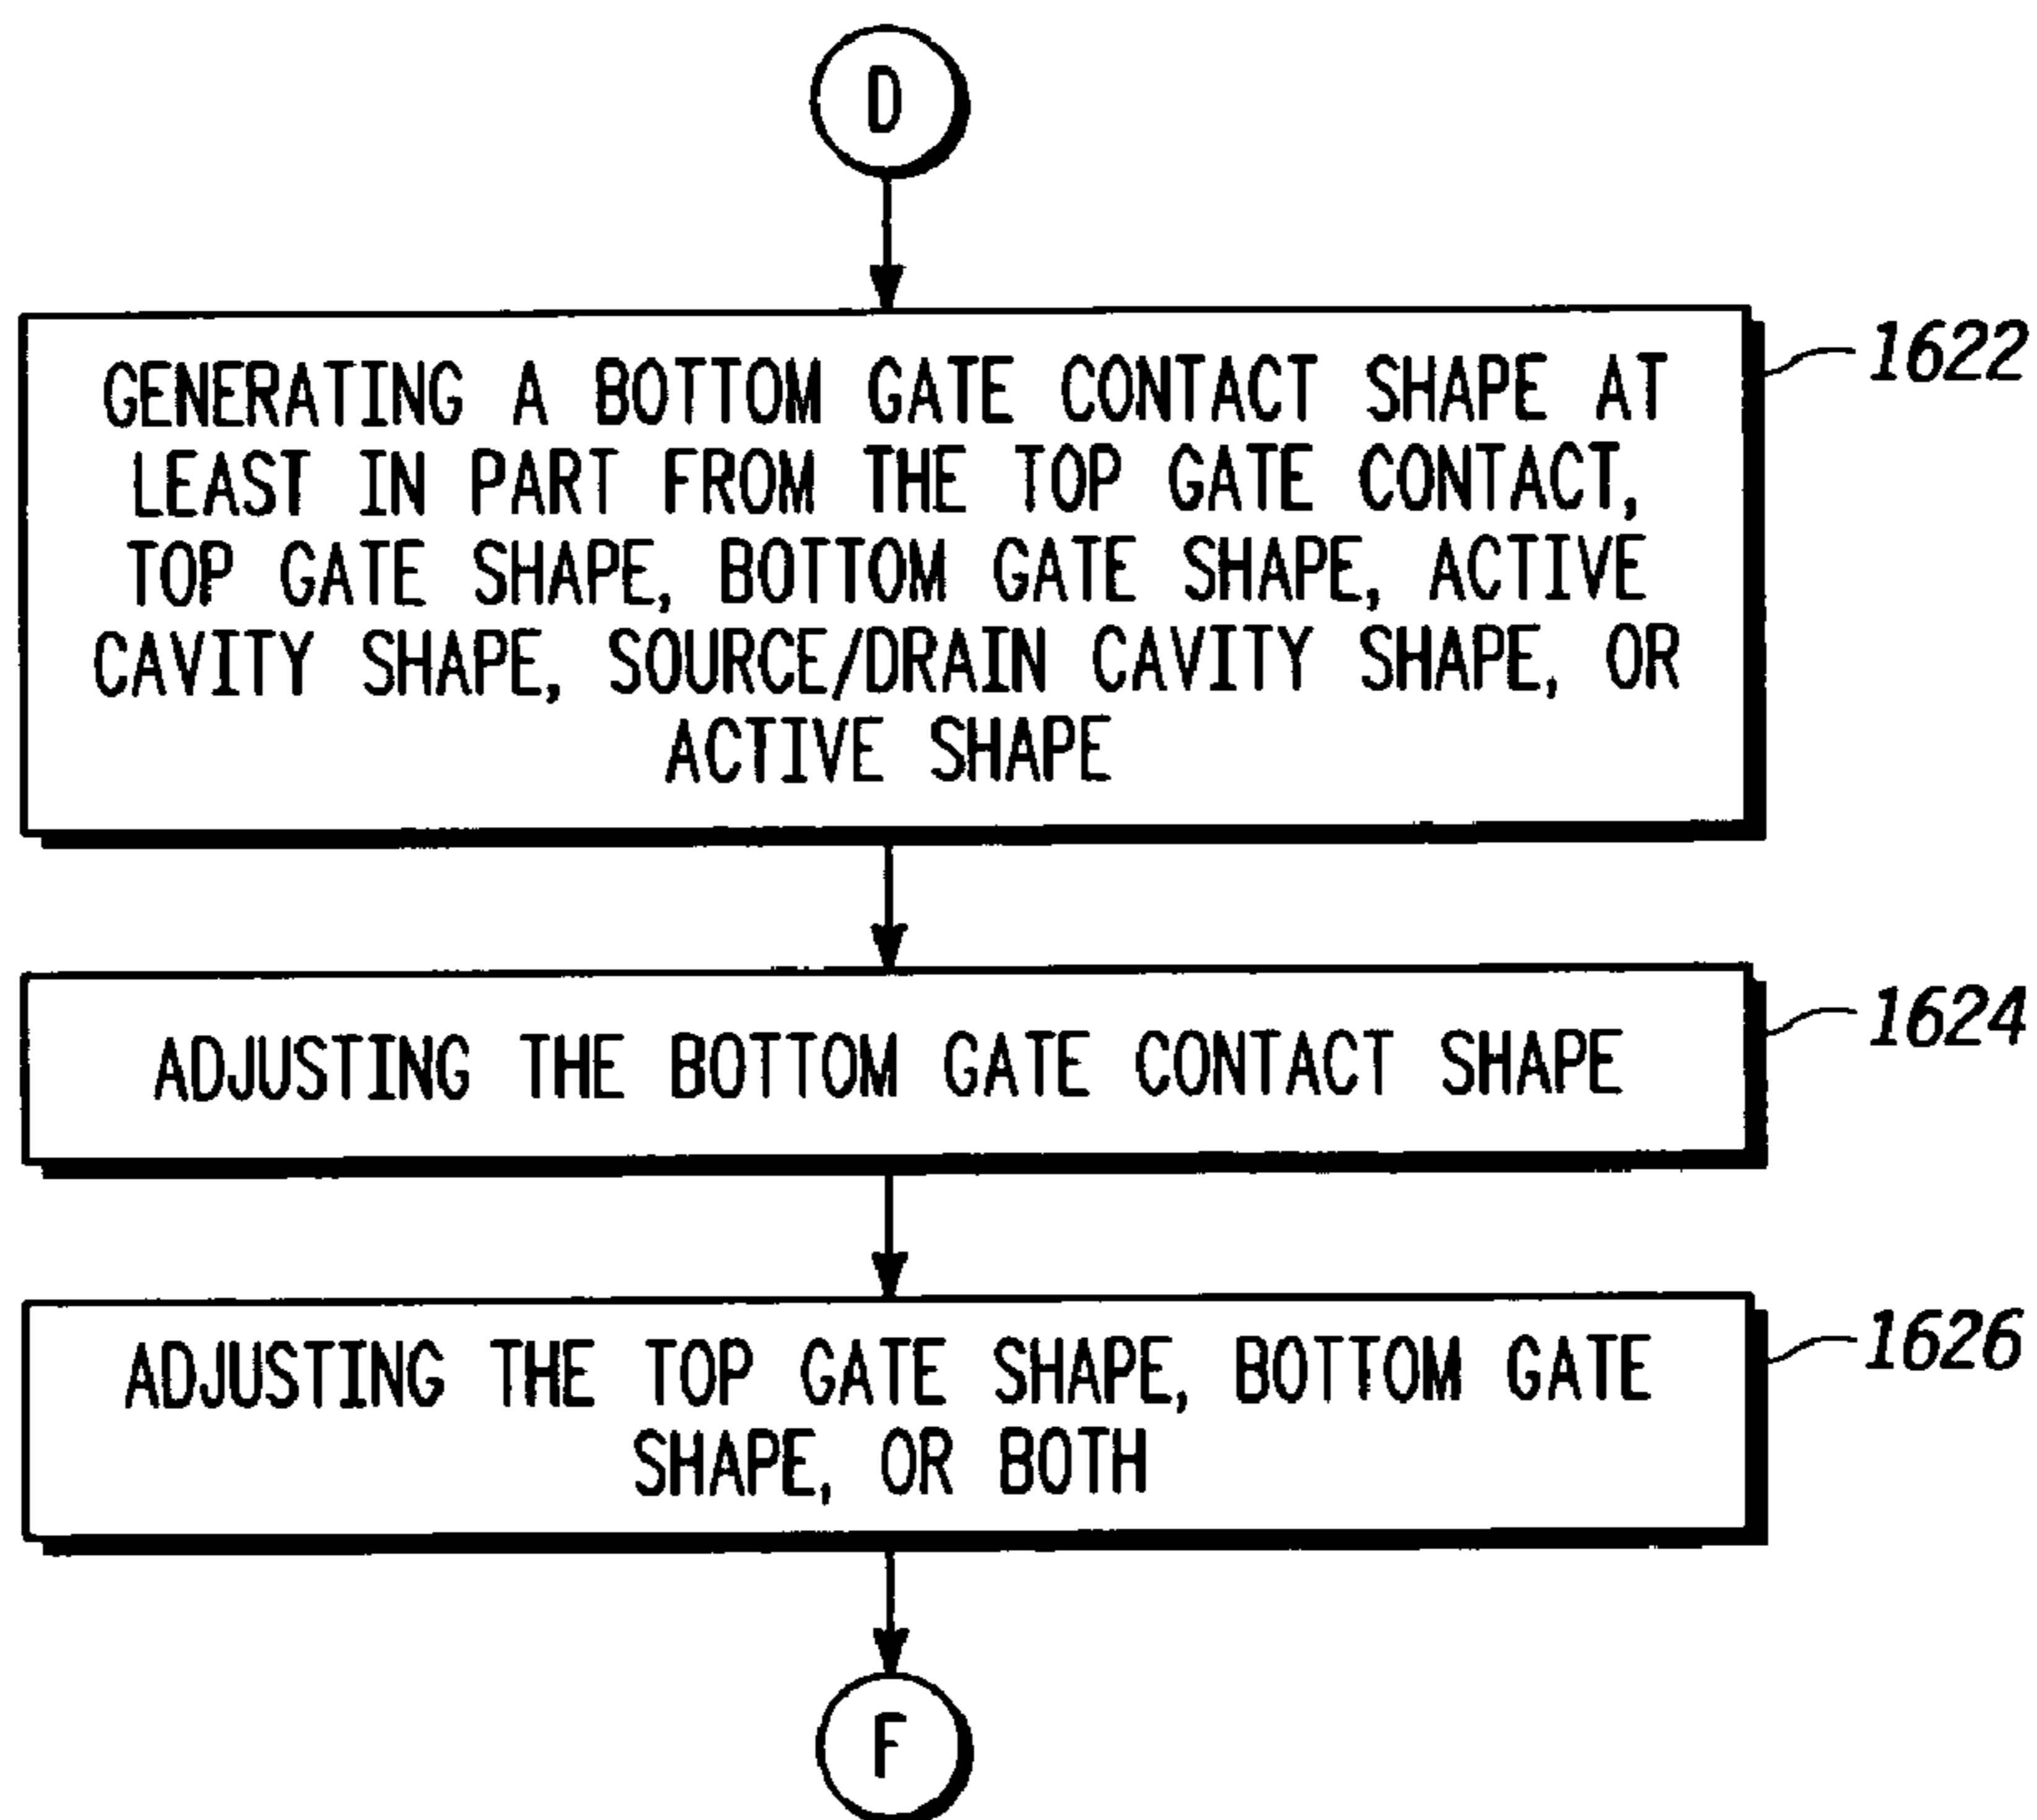 D
GENERATING A BOTTOM GATE CONTACT SHAPE AT
LEAST IN PART FROM THE TOP GATE CONTACT,
TOP GATE SHAPE, BOTTOM GATE SHAPE, ACTIVE
CAVITY SHAPE, SOURCE/DRAIN CAVITY SHAPE, OR
ACTIVE SHAPE
1622
ADJUSTING THE BOTTOM GATE CONTACT SHAPE
1624
ADJUSTING THE TOP GATE SHAPE, BOTTOM GATE
SHAPE, OR BOTH
1626
F